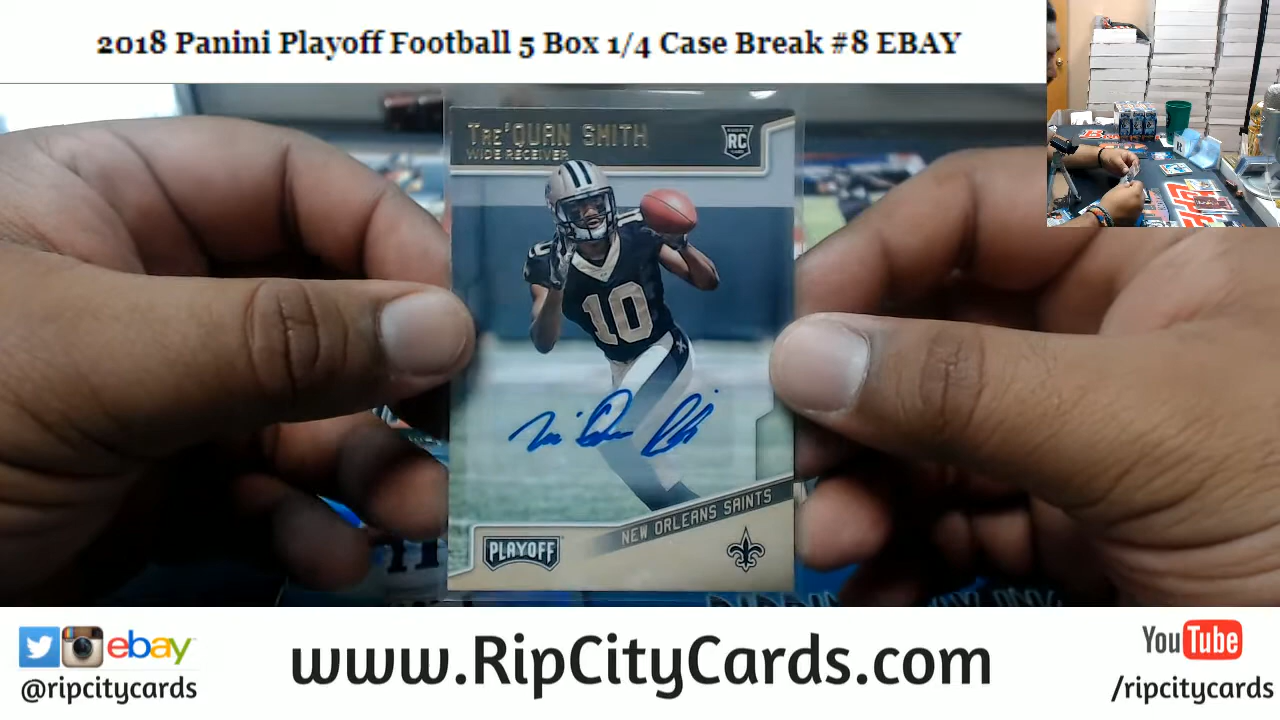 2018 Panini Playoff Football 5 Box 1/4 Case Break #8 EBAY
TRE'QUAN SMITH
WIDE RECEIVER
RC
10
10
NEW ORLEANS SAINTS
PLAYOFF
ebay
@ripcitycards
www.RipCityCards.com
YouTube
/ripcitycards